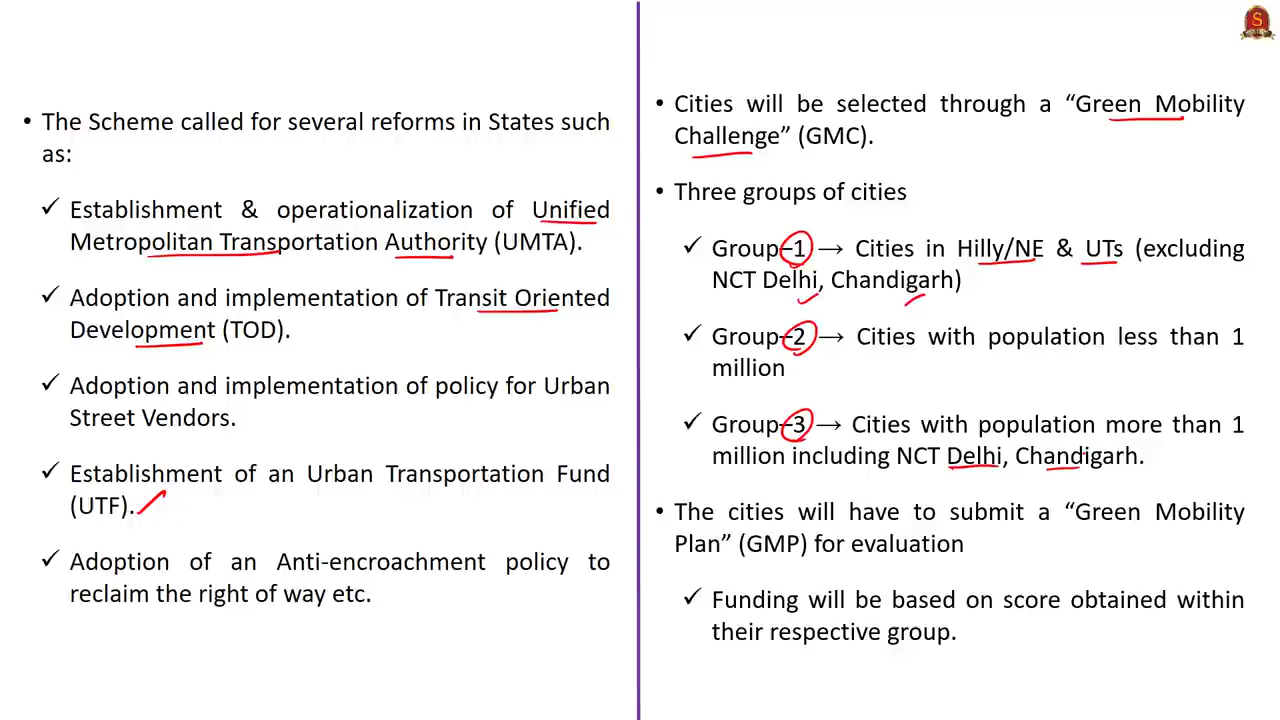 • The Scheme called for several reforms in States such
as:
✓ Establishment & operationalization of Unified
Metropolitan Transportation Authority (UMTA).
✓ Adoption and implementation of Transit Oriented
Development (TOD).
✓ Adoption and implementation of policy for Urban
Street Vendors.
✓ Establishment of an Urban Transportation Fund
(UTF).
✓ Adoption of an Anti-encroachment policy to
reclaim the right of way etc.
• Cities will be selected through a “Green Mobility
Challenge” (GMC).
• Three groups of cities
✓ Group–1 → Cities in Hilly/NE & UTs (excluding
NCT Delhi, Chandigarh)
✓ Group–2 → Cities with population less than 1
million
✓ Group–3 → Cities with population more than 1
million including NCT Delhi, Chandigarh.
• The cities will have to submit a “Green Mobility
Plan” (GMP) for evaluation
✓ Funding will be based on score obtained within
their respective group.
S